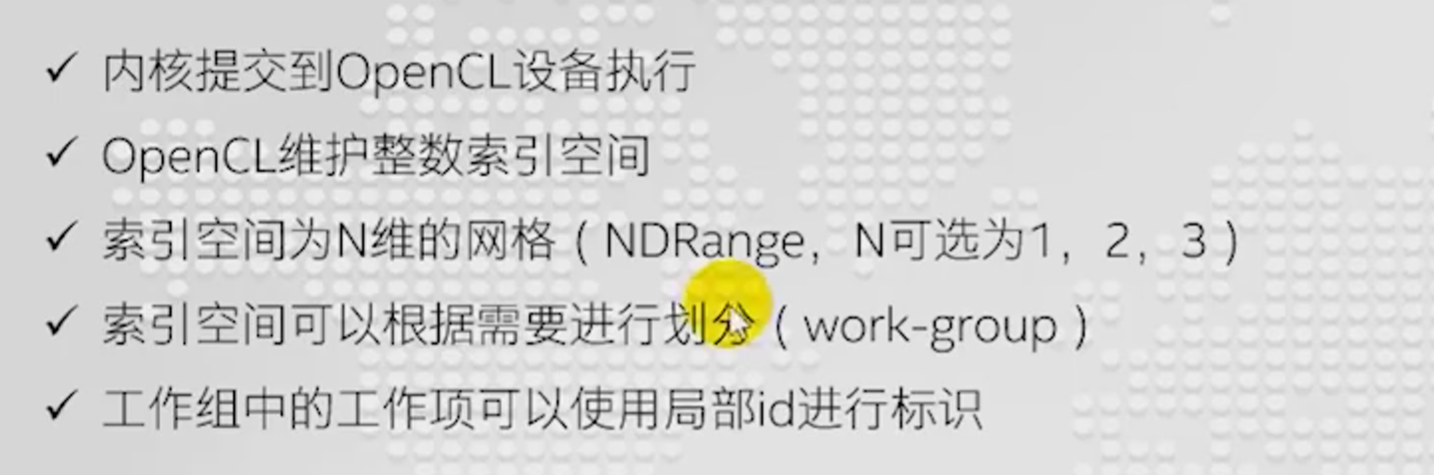 ✓ 内核提交到OpenCL设备执行
✓ OpenCL维护整数索引空间
✓ 索引空间为N维的网格（NDRange，N可选为1，2，3）
✓ 索引空间可以根据需要进行划分（work-group）
✓ 工作组中的工作项可以使用局部id进行标识